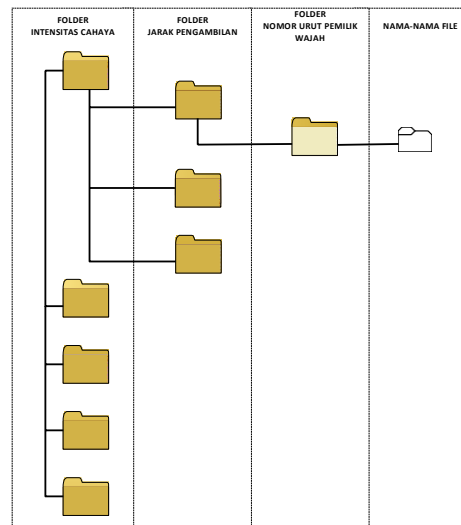 FOLDER
INTENSITAS CAHAYA
FOLDER
JARAK PENGAMBILAN
FOLDER
NOMOR URUT PEMILIK
WAJAH
NAMA-NAMA FILE